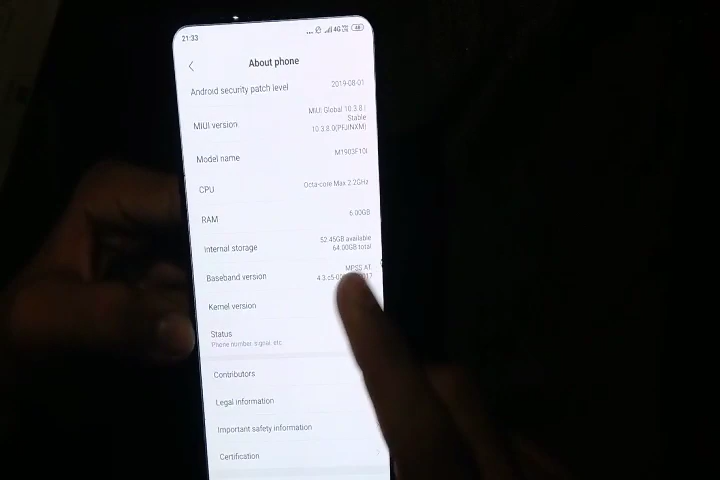 21:33
4G
48
About phone
Android security patch level
2019-08-01
MIUI version
MIUI Global 10.3.8 |
Stable
10.3.8.0(PFJINXM)
Model name
M1903F10I
CPU
Octa-core Max 2.2GHz
RAM
6.00GB
Internal storage
52.45GB available
64.00GB total
Baseband version
MPSS.AT.
Kernel version
Status
Phone number signal, etc
Contributors
Legal information
Important safety information
Certification